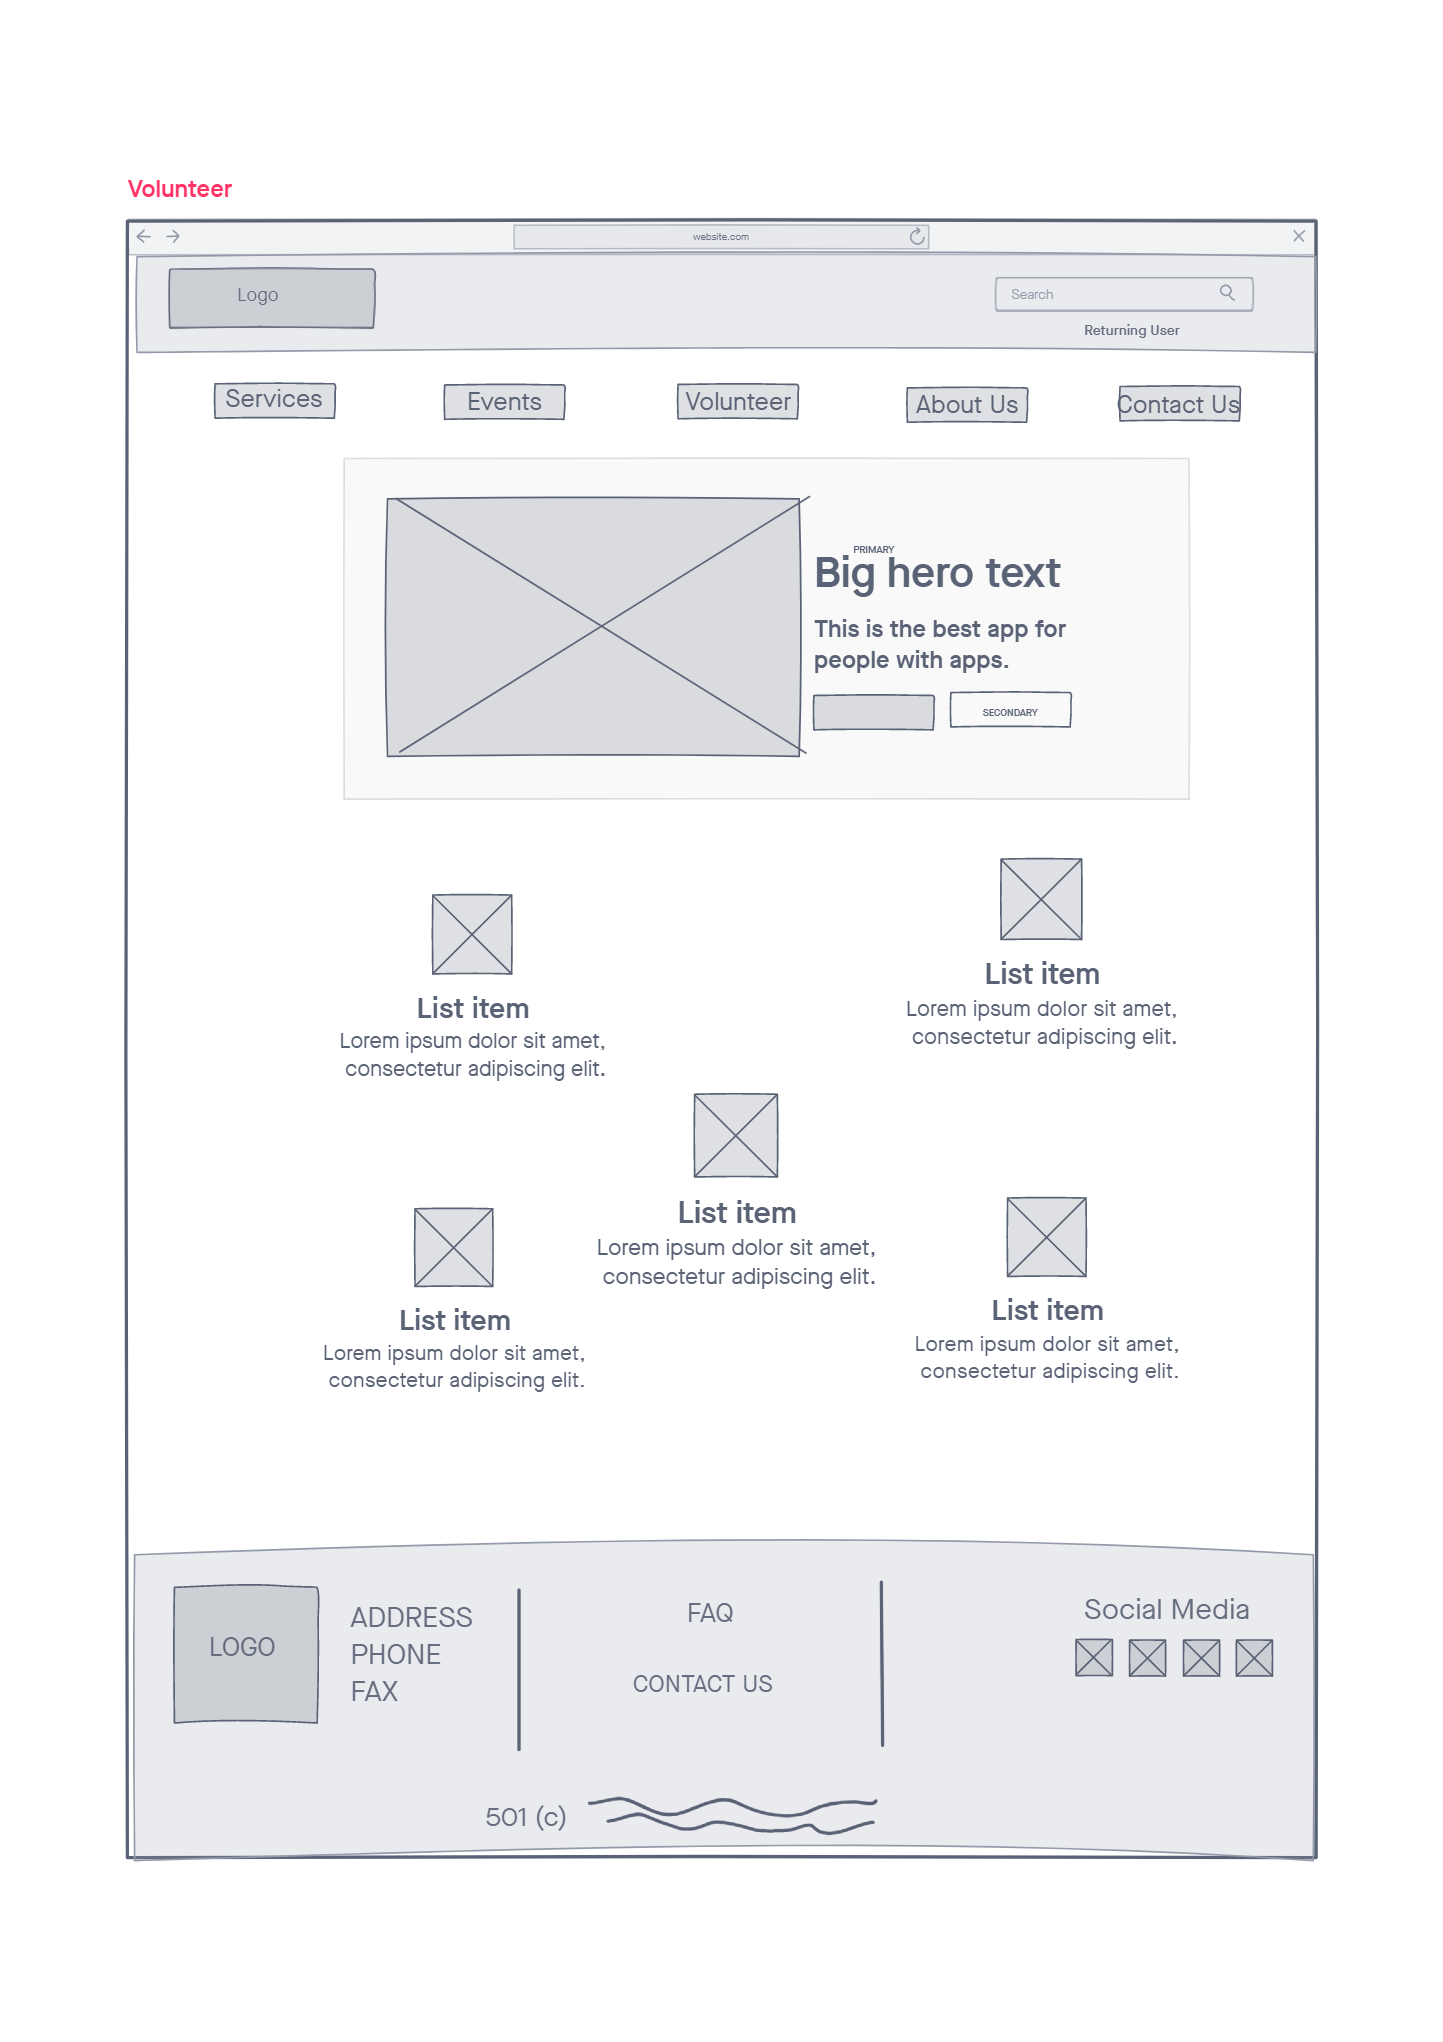 Volunteer
website.com
Logo
Search
Returning User
Services
Events
Volunteer
About Us
Contact Us
PRIMARY
Big hero text
This is the best app for
people with apps.
SECONDARY
List item
Lorem ipsum dolor sit amet,
consectetur adipiscing elit.
List item
Lorem ipsum dolor sit amet,
consectetur adipiscing elit.
List item
Lorem ipsum dolor sit amet,
consectetur adipiscing elit.
List item
Lorem ipsum dolor sit amet,
consectetur adipiscing elit.
List item
Lorem ipsum dolor sit amet,
consectetur adipiscing elit.
LOGO
ADDRESS
PHONE
FAX
FAQ
CONTACT US
Social Media
501 (c)